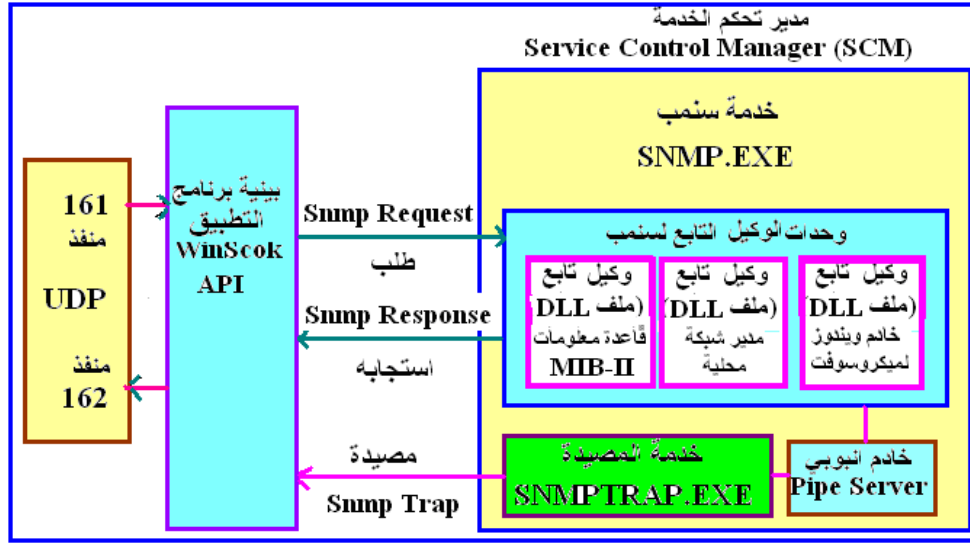 مدير تحكم الخدمة
Service Control Manager (SCM)
خدمة سنمب
SNMP.EXE
161
منفذ
UDP
منفذ
162
بينية برنامج
التطبيق
WinScok
API
Snmp Request
طلب
Snmp Response
استجابه
مصيدة
Snmp Trap
وحدات الوكيل التابع لسنمب
وكيل تابع
(ملف DLL)
قاعدة معلومات
MIB-II
وكيل تابع
(ملف DLL)
مدير شبكة
محلية
وكيل تابع
(ملف DLL)
خادم ويندوز
لميكروسوفت
خدمة المصيدة
SNMPTRAP.EXE
خادم انبوبي
Pipe Server